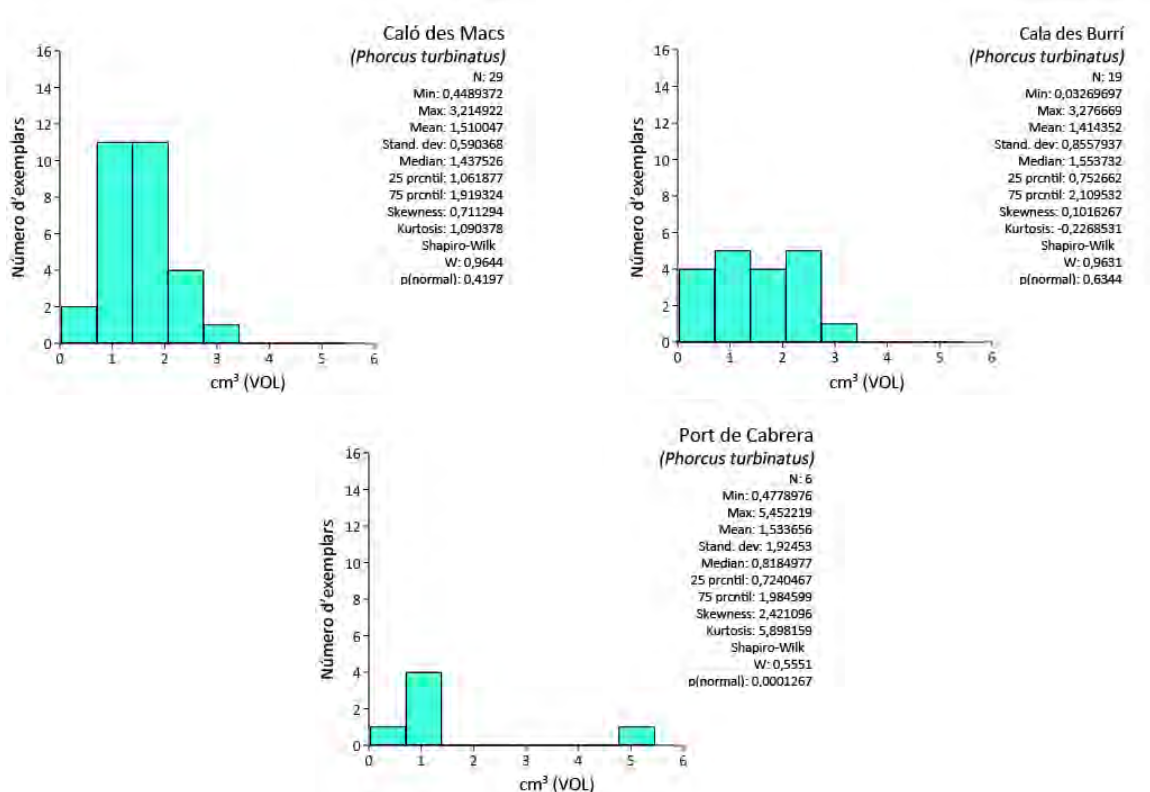 Caló des Macs
(Phorcus turbinatus)
N: 29
Min: 0,4489372
Max: 3,214922
Mean: 1,510047
Stand. dev: 0,590368
Median: 1,437526
25 prcntil: 1,061877
75 prcntil: 1,919324
Skewness: 0,711294
Kurtosis: 1,090378
Shapiro-Wilk
W: 0,9644
p(normal): 0,4197
Número d'exemplars
16
14
12
10
8
6
4
2
0
0 1 2 3 4 5 6
cm³ (VOL)
Cala des Burrí
(Phorcus turbinatus)
N: 19
Min: 0,03269697
Max: 3,276669
Mean: 1,414352
Stand. dev: 0,8557937
Median: 1,553732
25 prcntil: 0,752662
75 prcntil: 2,109532
Skewness: 0,1016267
Kurtosis: -0,2268531
Shapiro-Wilk
W: 0,9631
p(normal): 0,6344
Número d'exemplars
16
14
12
10
8
6
4
2
0
0 1 2 3 4 5 6
cm³ (VOL)
Port de Cabrera
(Phorcus turbinatus)
N: 6
Min: 0,4778976
Max: 5,452219
Mean: 1,533656
Stand. dev: 1,92453
Median: 0,8184977
25 prcntil: 0,7240467
75 prcntil: 1,984599
Skewness: 2,421096
Kurtosis: 5,898159
Shapiro-Wilk
W: 0,5551
p(normal): 0,0001267
Número d'exemplars
16
14
12
10
8
6
4
2
0
0 1 2 3 4 5 6
cm³ (VOL)